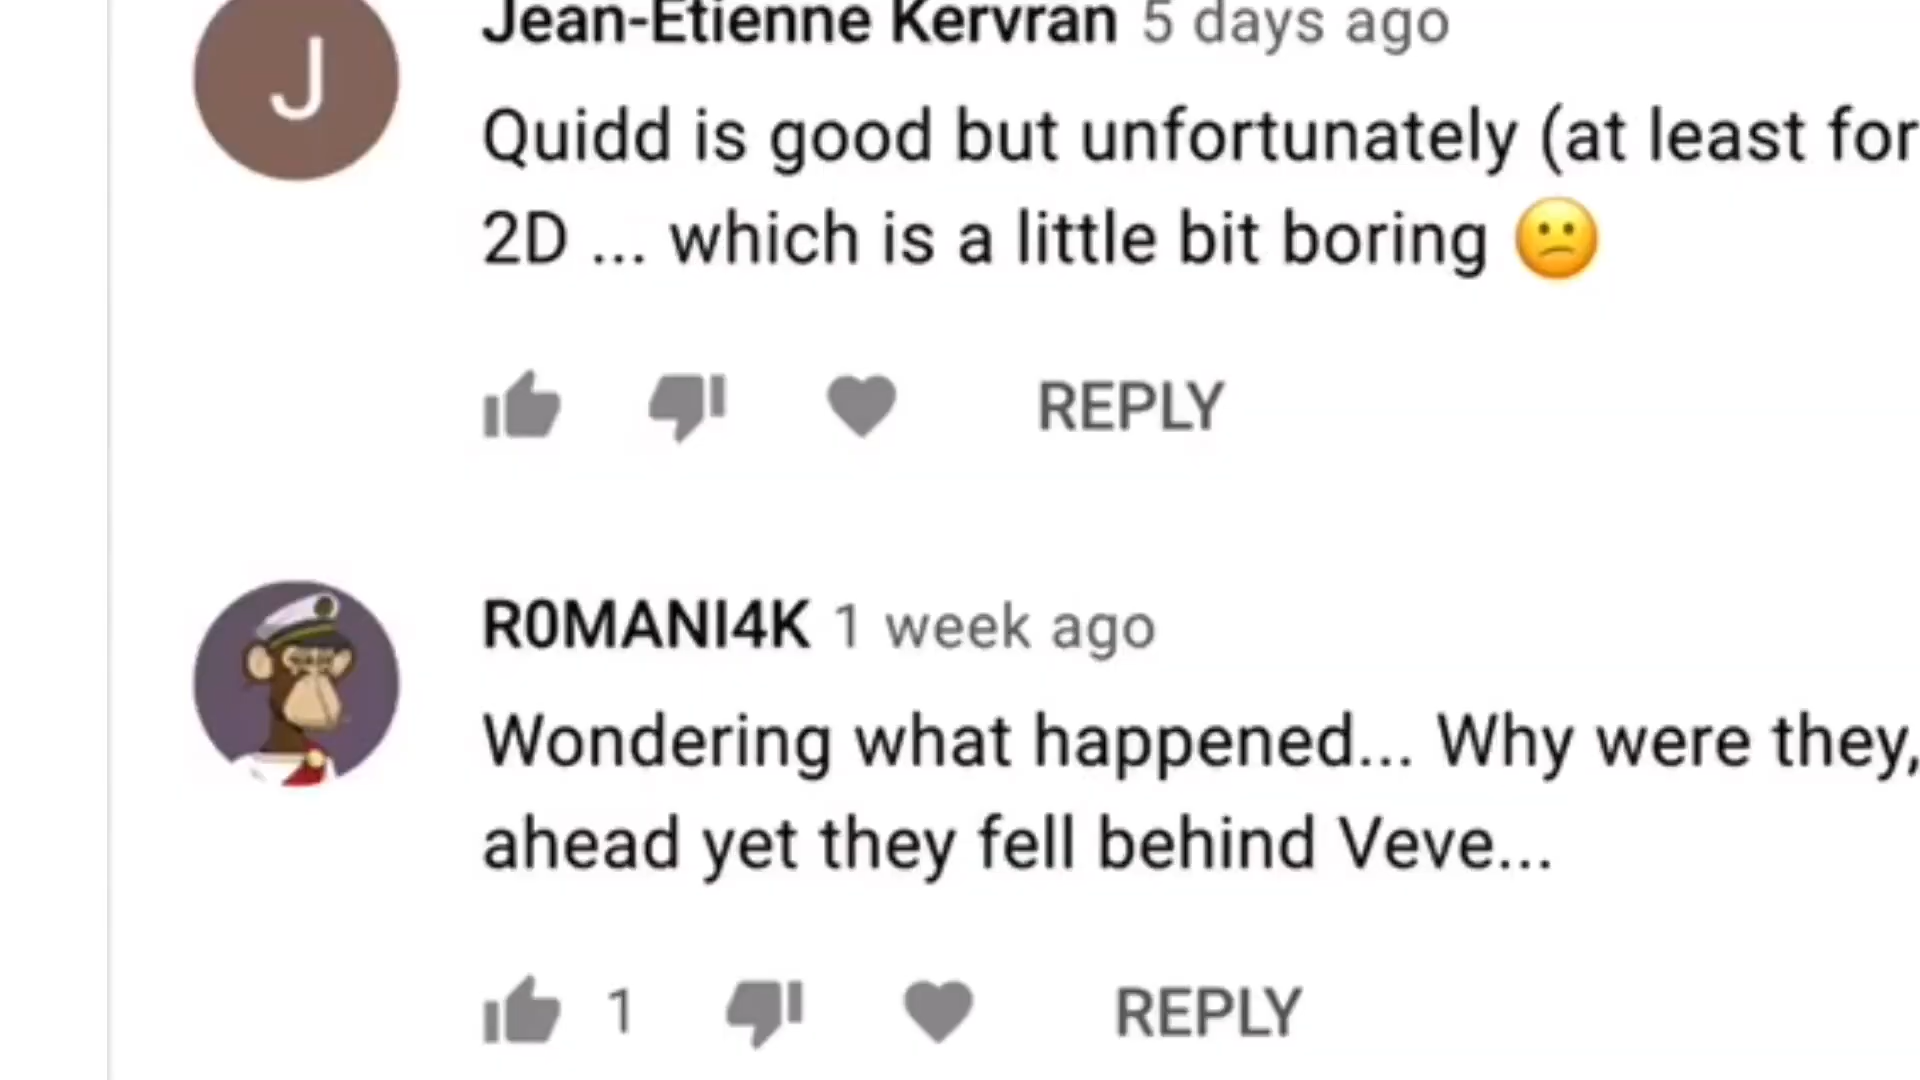 J
Jean-Etienne Kervran 5 days ago
Quidd is good but unfortunately (at least for
2D ... which is a little bit boring 😕
REPLY
R0MANI4K 1 week ago
Wondering what happened... Why were they,
ahead yet they fell behind Veve...
1 REPLY